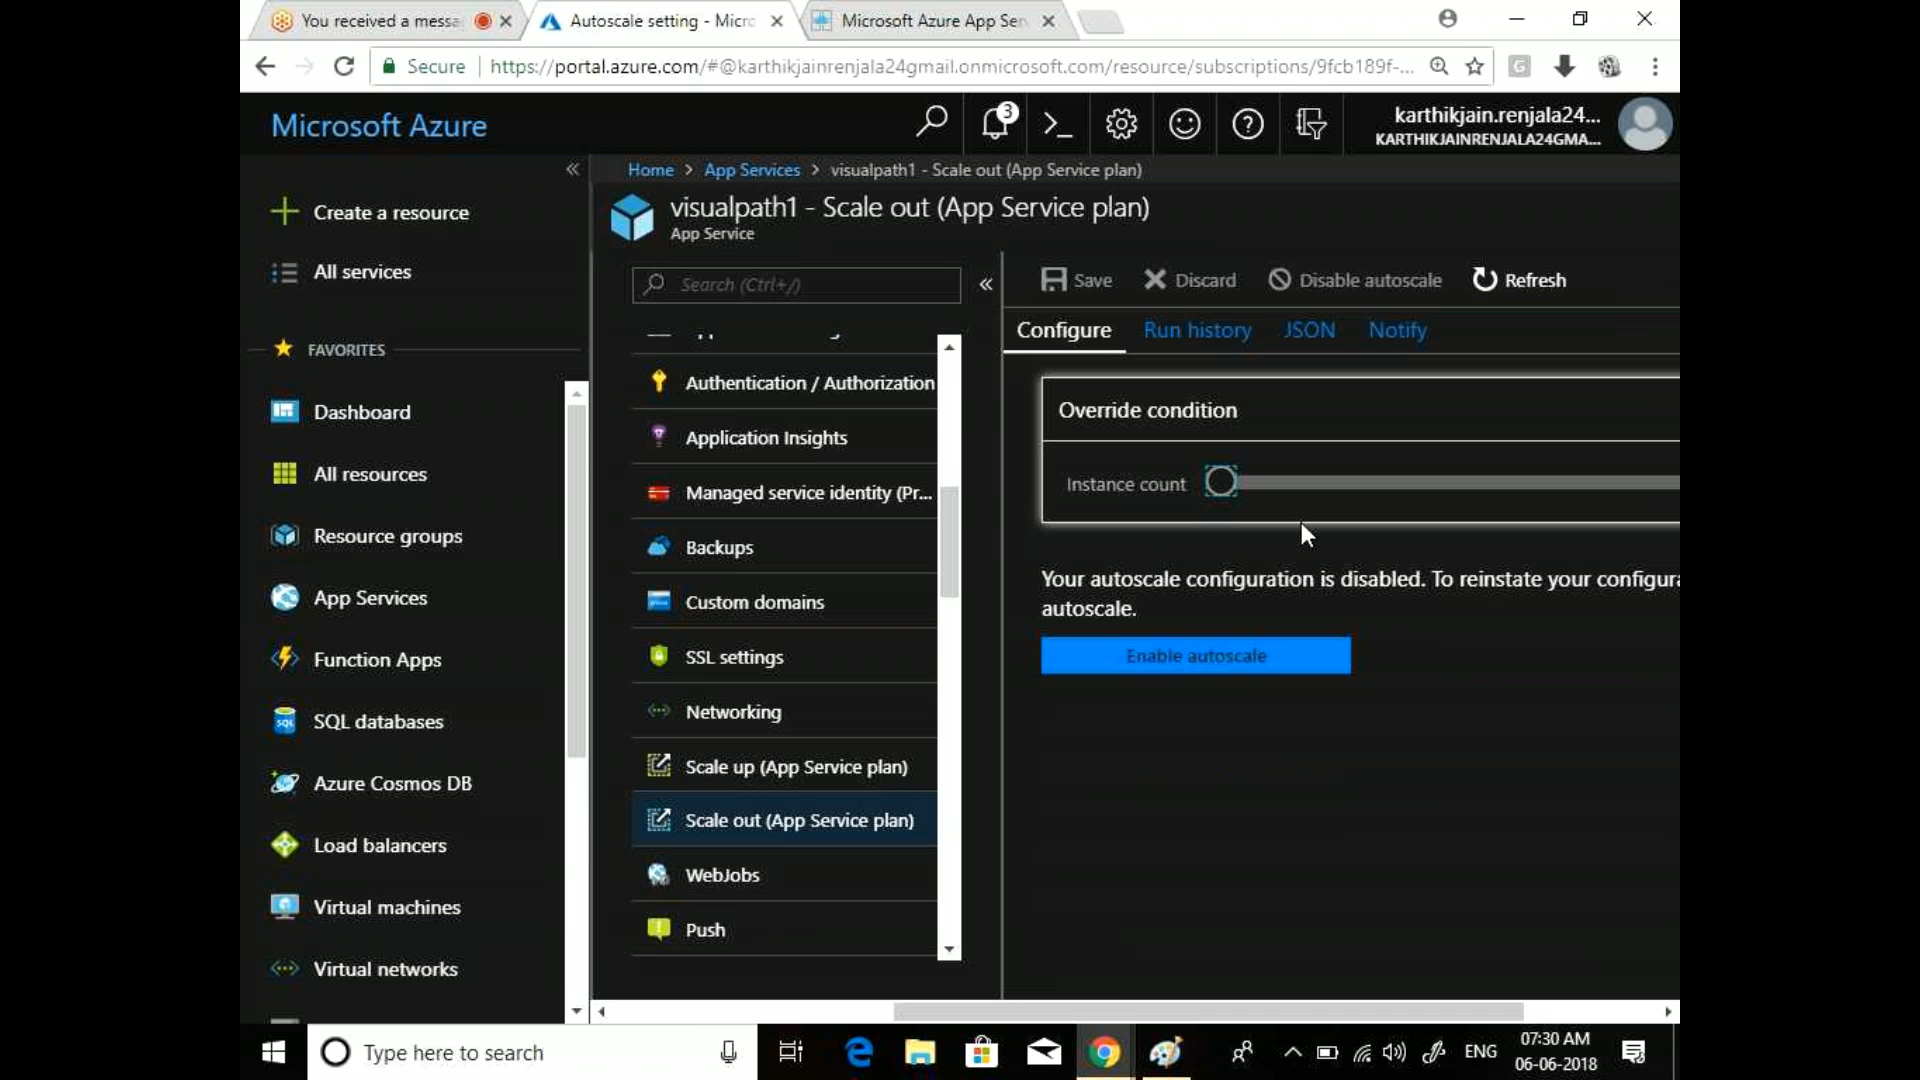 You received a messa
Autoscale setting - Micro
Microsoft Azure App Ser
Secure
https://portal.azure.com/#@karthikjainrenjala24gmail.onmicrosoft.com/resource/subscriptions/9fcb189f-...
G
Microsoft Azure
3
karthikjain.renjala24...
KARTHIKJAINRENJALA24GMA...
Home > App Services > visualpath1 - Scale out (App Service plan)
visualpath1 - Scale out (App Service plan)
App Service
Create a resource
All services
FAVORITES
Dashboard
All resources
Resource groups
App Services
Function Apps
SQL
SQL databases
Azure Cosmos DB
Load balancers
Virtual machines
Virtual networks
Search (Ctrl+/)
Authentication / Authorization
Application Insights
Managed service identity (Pr...
Backups
Custom domains
SSL settings
Networking
Scale up (App Service plan)
Scale out (App Service plan)
WebJobs
Push
Save
Discard
Disable autoscale
Refresh
Configure
Run history
JSON
Notify
Override condition
Instance count
Your autoscale configuration is disabled. To reinstate your configura
autoscale.
Enable autoscale
Type here to search
ENG
07:30 AM
06-06-2018